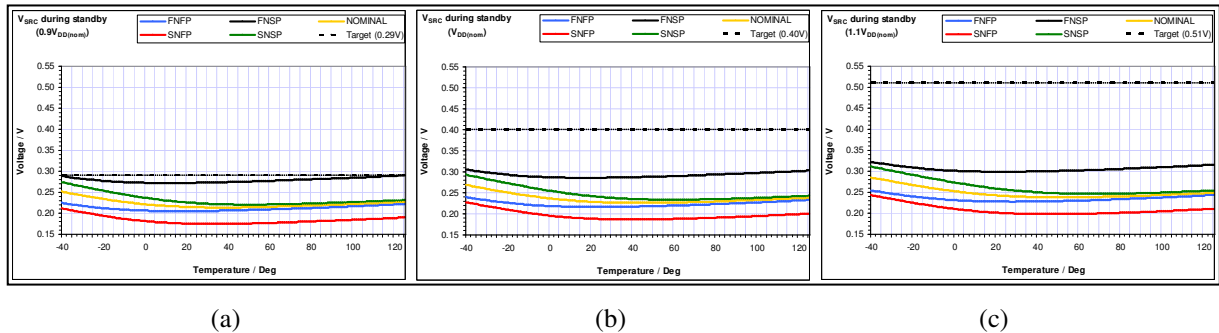 V_SRC during standby
(0.9V_DD(nom))
FNFP FNSP NOMINAL
SNFP SNSP Target (0.29V)
0.55
0.50
0.45
0.40
0.35
0.30
0.25
0.20
0.15
Voltage / V
-40 -20 0 20 40 60 80 100 120
Temperature / Deg
V_SRC during standby
(V_DD(nom))
FNFP FNSP NOMINAL
SNFP SNSP Target (0.40V)
0.55
0.50
0.45
0.40
0.35
0.30
0.25
0.20
0.15
Voltage / V
-40 -20 0 20 40 60 80 100 120
Temperature / Deg
V_SRC during standby
(1.1V_DD(nom))
FNFP FNSP NOMINAL
SNFP SNSP Target (0.51V)
0.55
0.50
0.45
0.40
0.35
0.30
0.25
0.20
0.15
Voltage / V
-40 -20 0 20 40 60 80 100 120
Temperature / Deg
(a) (b) (c)